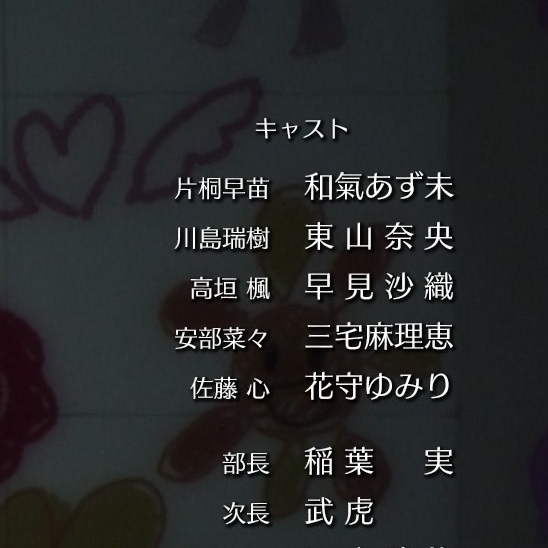 キャスト
片桐早苗 和氣あず未
川島瑞樹 東山奈央
高垣 楓 早見沙織
安部菜々 三宅麻理恵
佐藤 心 花守ゆみり
部長 稲葉 実
次長 武虎